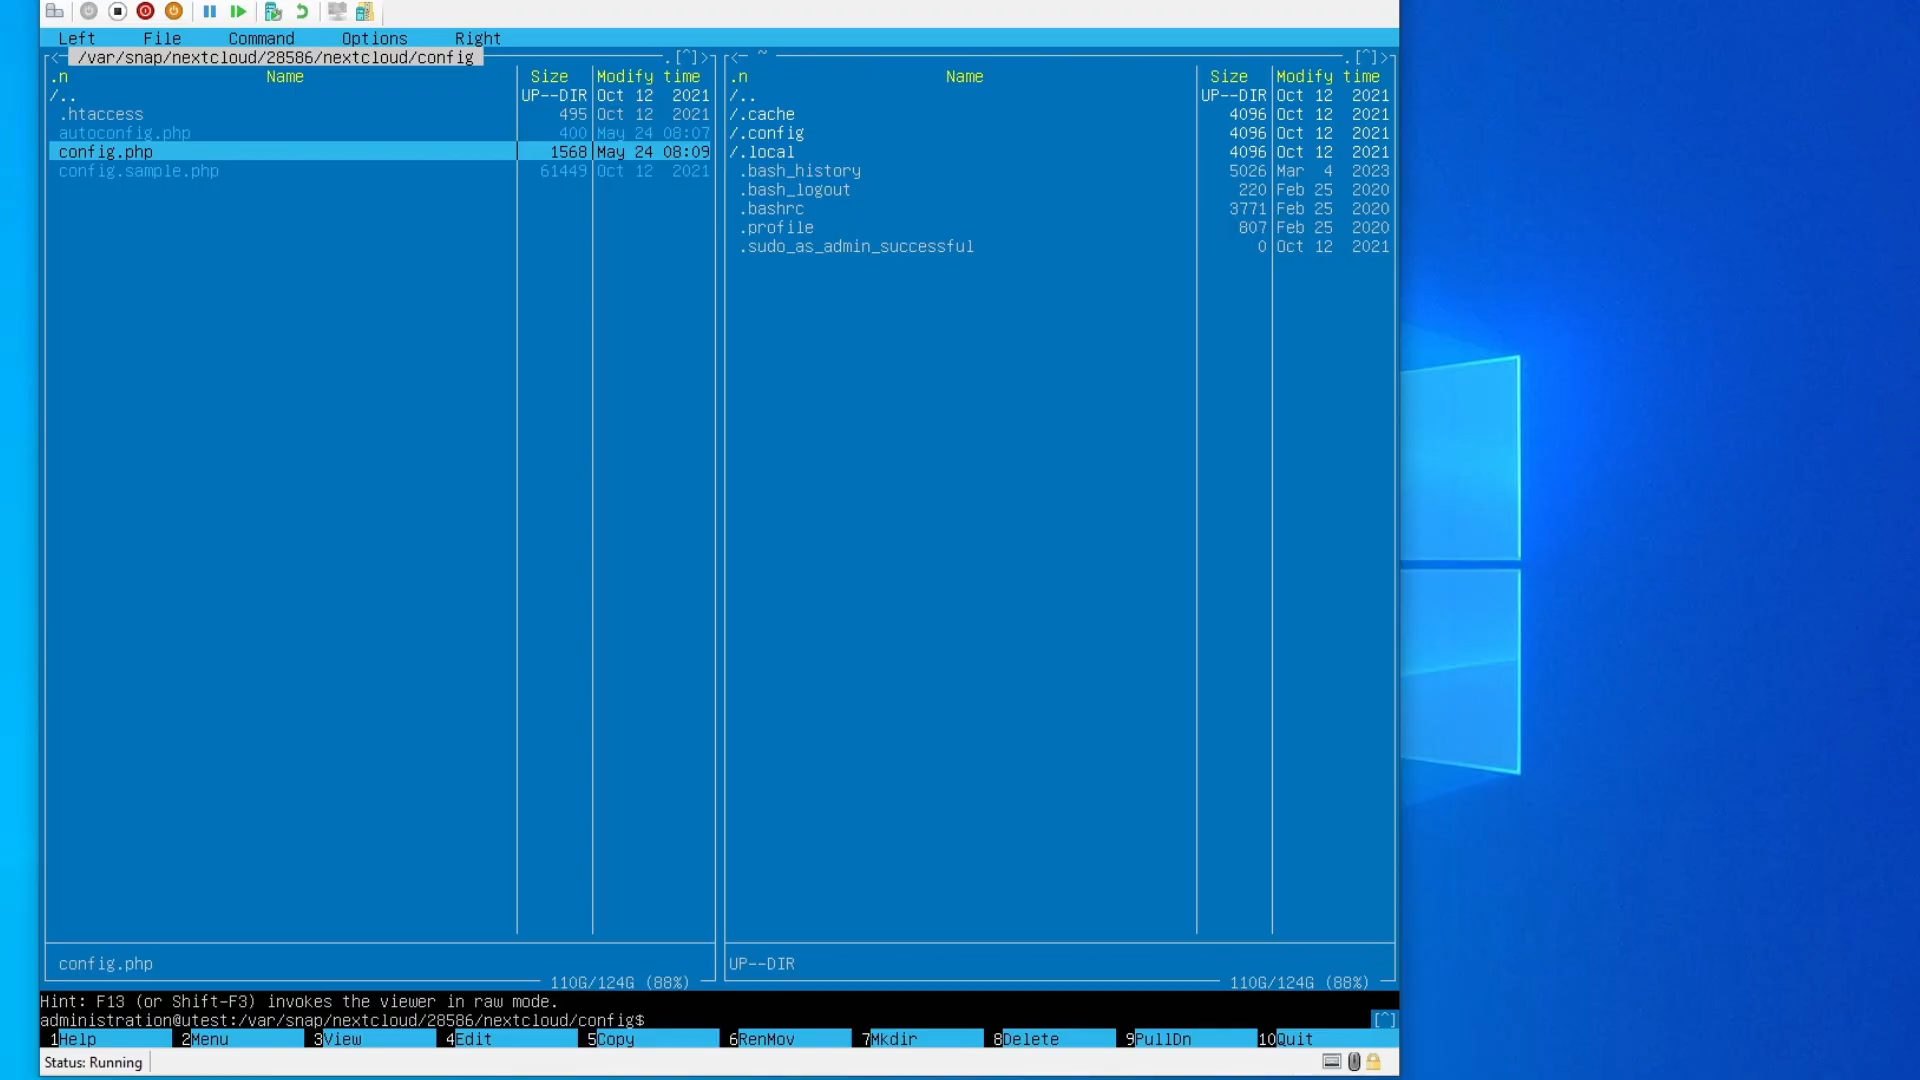 Left File Command Options Right
<─ /var/snap/nextcloud/28586/nextcloud/config .[^]>
.n Name Size Modify time
/.. UP--DIR Oct 12 2021
.htaccess 495 Oct 12 2021
autoconfig.php 400 May 24 08:07
config.php 1568 May 24 08:09
config.sample.php 61449 Oct 12 2021
config.php
110G/124G (88%)
<─ ~ .[^]>
.n Name Size Modify time
/.. UP--DIR Oct 12 2021
/.cache 4096 Oct 12 2021
/.config 4096 Oct 12 2021
/.local 4096 Oct 12 2021
.bash_history 5026 Mar 4 2023
.bash_logout 220 Feb 25 2020
.bashrc 3771 Feb 25 2020
.profile 807 Feb 25 2020
.sudo_as_admin_successful 0 Oct 12 2021
UP--DIR
110G/124G (88%)
Hint: F13 (or Shift-F3) invokes the viewer in raw mode.
administration@utest:/var/snap/nextcloud/28586/nextcloud/config$ [^]
1Help 2Menu 3View 4Edit 5Copy 6RenMov 7Mkdir 8Delete 9PullDn 10Quit
Status: Running